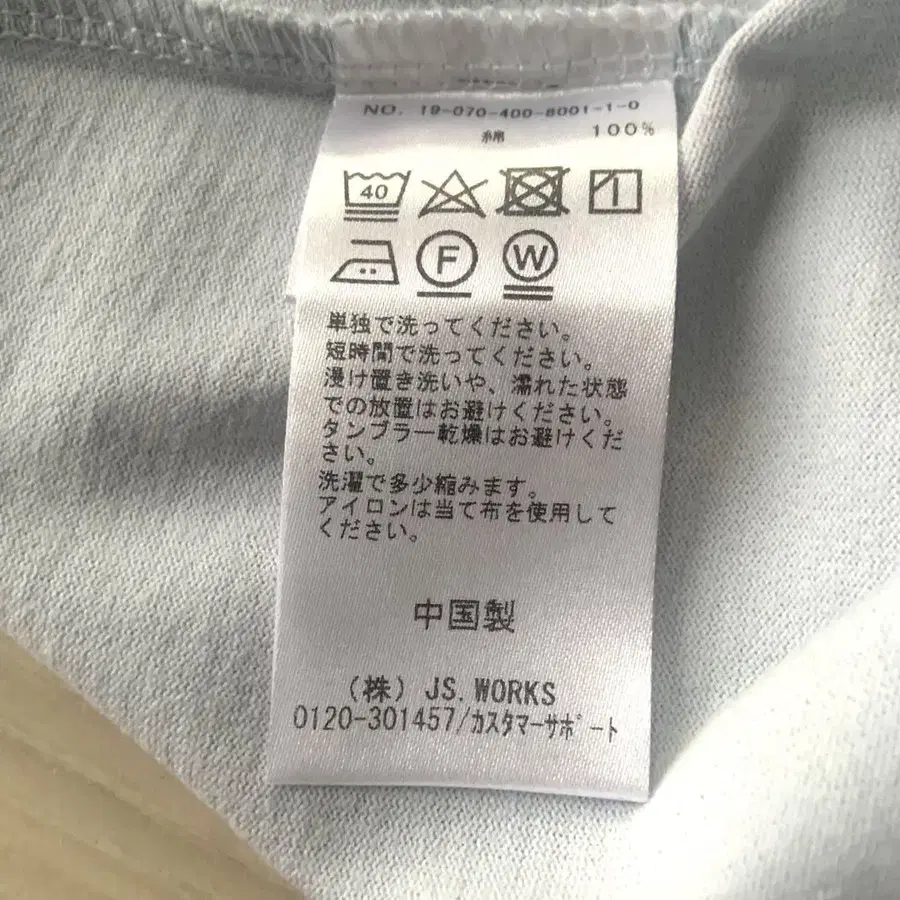 NO. 19-070-400-8001-1-0
綿 100%
40
F W
単独で洗ってください。
短時間で洗ってください。
浸け置き洗いや、濡れた状態
での放置はお避けください。
タンブラー乾燥はお避けくだ
さい。
洗濯で多少縮みます。
アイロンは当て布を使用して
ください。
中国製
(株) JS. WORKS
0120-301457/カスタマーサポート